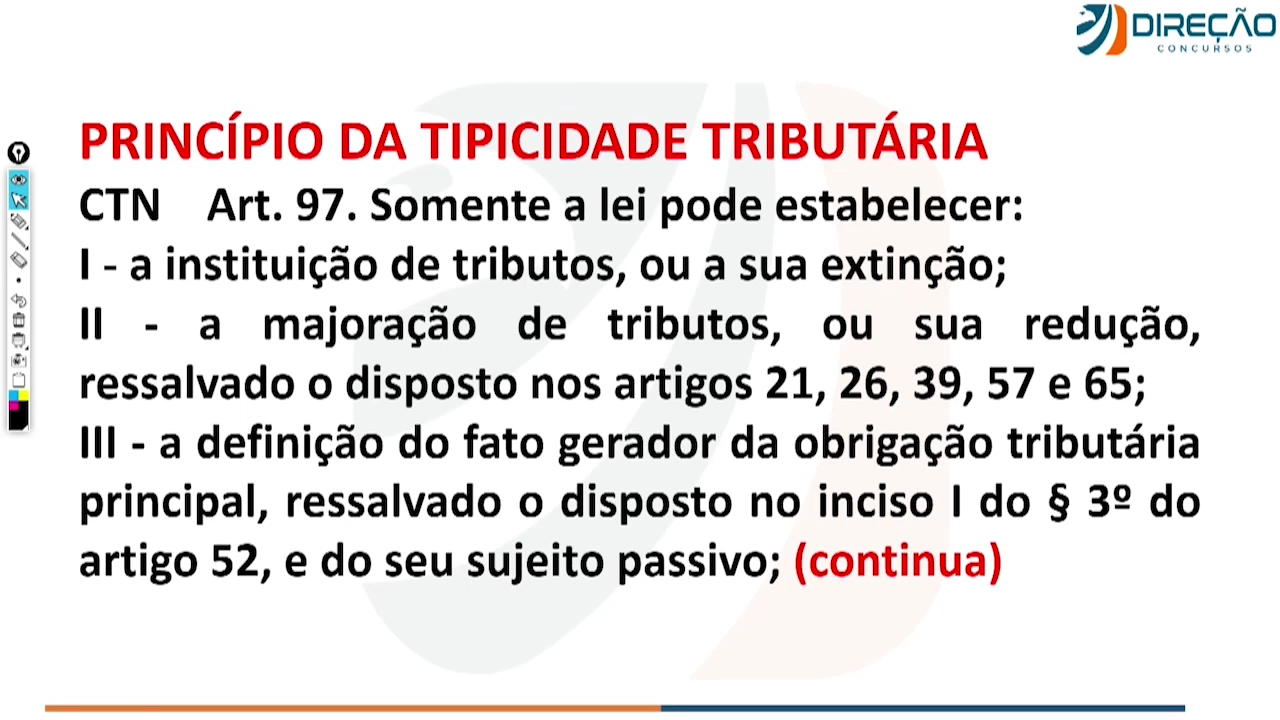 DIREÇÃO
CONCURSOS
PRINCÍPIO DA TIPICIDADE TRIBUTÁRIA
CTN Art. 97. Somente a lei pode estabelecer:
I - a instituição de tributos, ou a sua extinção;
II - a majoração de tributos, ou sua redução,
ressalvado o disposto nos artigos 21, 26, 39, 57 e 65;
III - a definição do fato gerador da obrigação tributária
principal, ressalvado o disposto no inciso I do § 3º do
artigo 52, e do seu sujeito passivo; (continua)